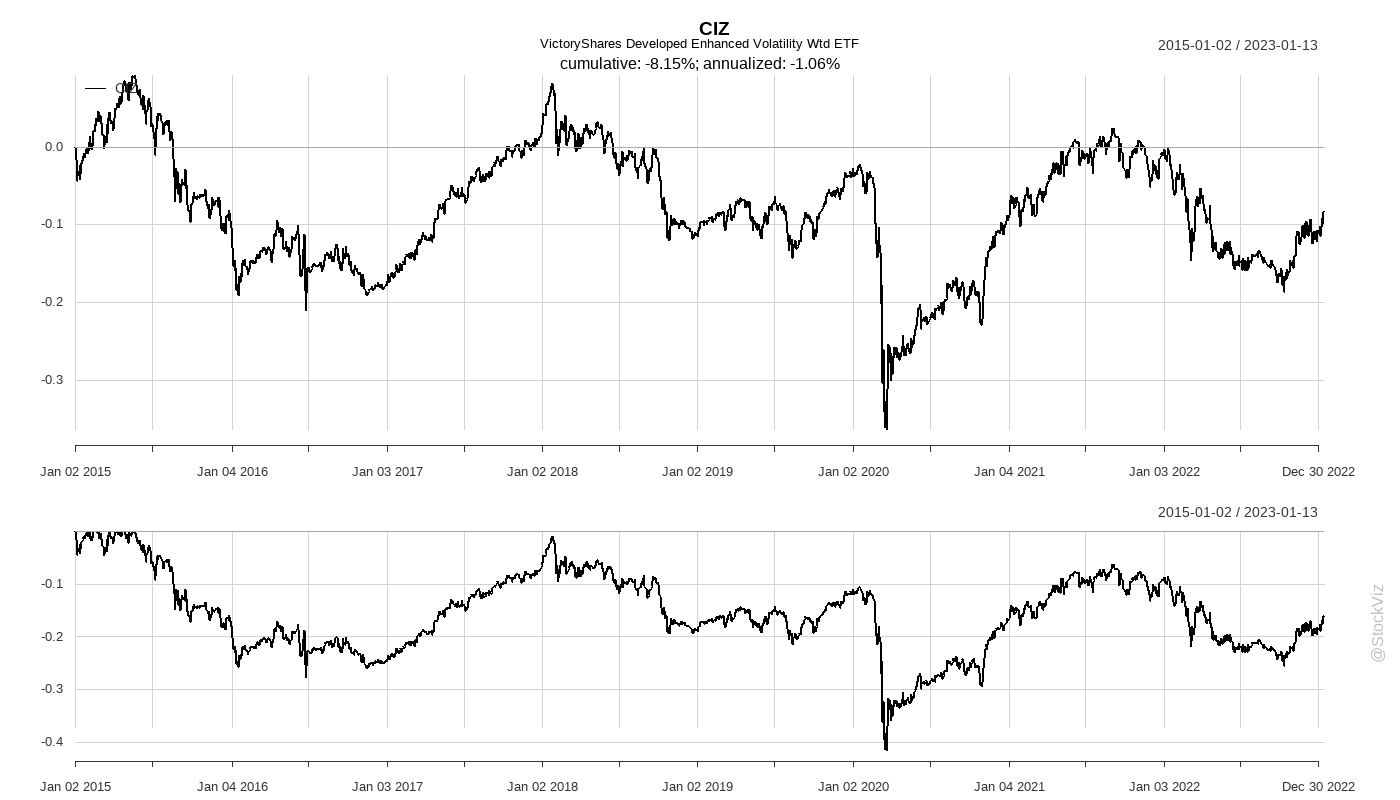 CIZ
VictoryShares Developed Enhanced Volatility Wtd ETF
2015-01-02 / 2023-01-13
cumulative: -8.15%; annualized: -1.06%
CIZ
0.0
-0.1
-0.2
-0.3
Jan 02 2015 Jan 04 2016 Jan 03 2017 Jan 02 2018 Jan 02 2019 Jan 02 2020 Jan 04 2021 Jan 03 2022 Dec 30 2022
2015-01-02 / 2023-01-13
-0.1
-0.2
-0.3
-0.4
Jan 02 2015 Jan 04 2016 Jan 03 2017 Jan 02 2018 Jan 02 2019 Jan 02 2020 Jan 04 2021 Jan 03 2022 Dec 30 2022
@StockViz